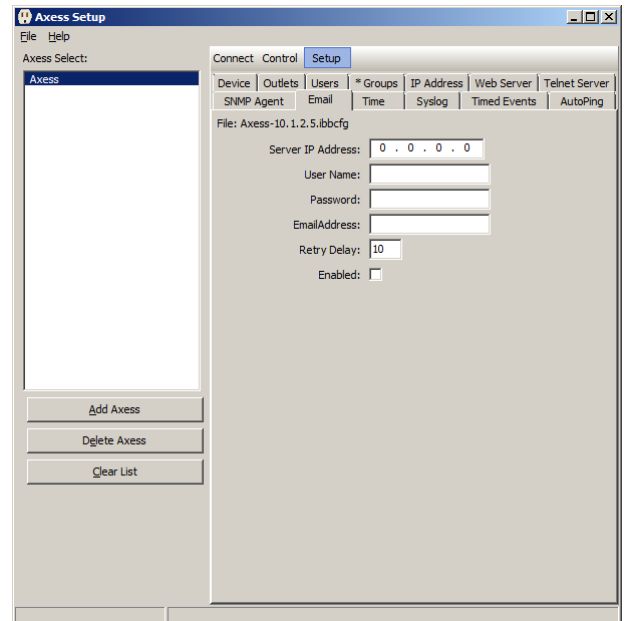 Axess Setup
File Help
Axess Select:
Axess
Add Axess
Delete Axess
Clear List
Connect Control Setup
Device Outlets Users * Groups IP Address Web Server Telnet Server
SNMP Agent Email Time Syslog Timed Events AutoPing
File: Axess-10.1.2.5.ibbcfg
Server IP Address: 0 . 0 . 0 . 0
User Name:
Password:
EmailAddress:
Retry Delay: 10
Enabled: